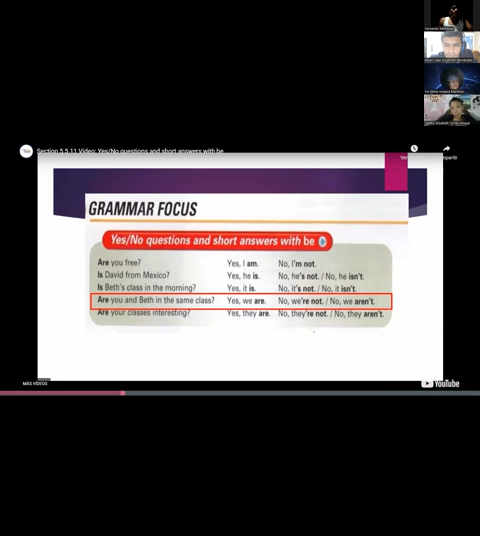 Section 5.5.11 Video: Yes/No questions and short answers with be
GRAMMAR FOCUS
Yes/No questions and short answers with be
Are you free? Yes, I am. No, I'm not.
Is David from Mexico? Yes, he is. No, he's not. / No, he isn't.
Is Beth's class in the morning? Yes, it is. No, it's not. / No, it isn't.
Are you and Beth in the same class? Yes, we are. No, we're not. / No, we aren't.
Are your classes interesting? Yes, they are. No, they're not. / No, they aren't.
MÁS VÍDEOS
YouTube